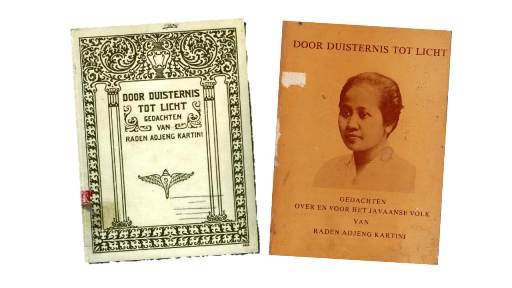 DOOR DUISTERNIS
TOT LICHT
GEDACHTEN
VAN
RADEN ADJENG KARTINI
DOOR DUISTERNIS TOT LICHT
GEDACHTEN
OVER EN VOOR HET JAVAANSE VOLK
VAN
RADEN ADJENG KARTINI